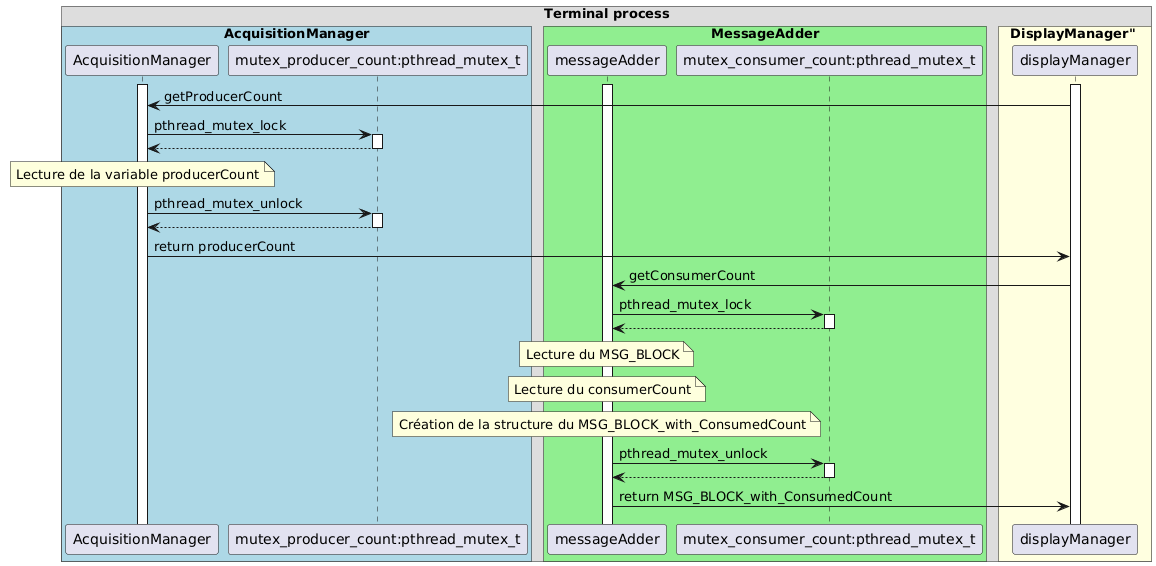 Terminal process
AcquisitionManager
MessageAdder
DisplayManager"
AcquisitionManager
mutex_producer_count:pthread_mutex_t
messageAdder
mutex_consumer_count:pthread_mutex_t
displayManager
getProducerCount
pthread_mutex_lock
Lecture de la variable producerCount
pthread_mutex_unlock
return producerCount
getConsumerCount
pthread_mutex_lock
Lecture du MSG_BLOCK
Lecture du consumerCount
Création de la structure du MSG_BLOCK_with_ConsumedCount
pthread_mutex_unlock
return MSG_BLOCK_with_ConsumedCount
AcquisitionManager
mutex_producer_count:pthread_mutex_t
messageAdder
mutex_consumer_count:pthread_mutex_t
displayManager